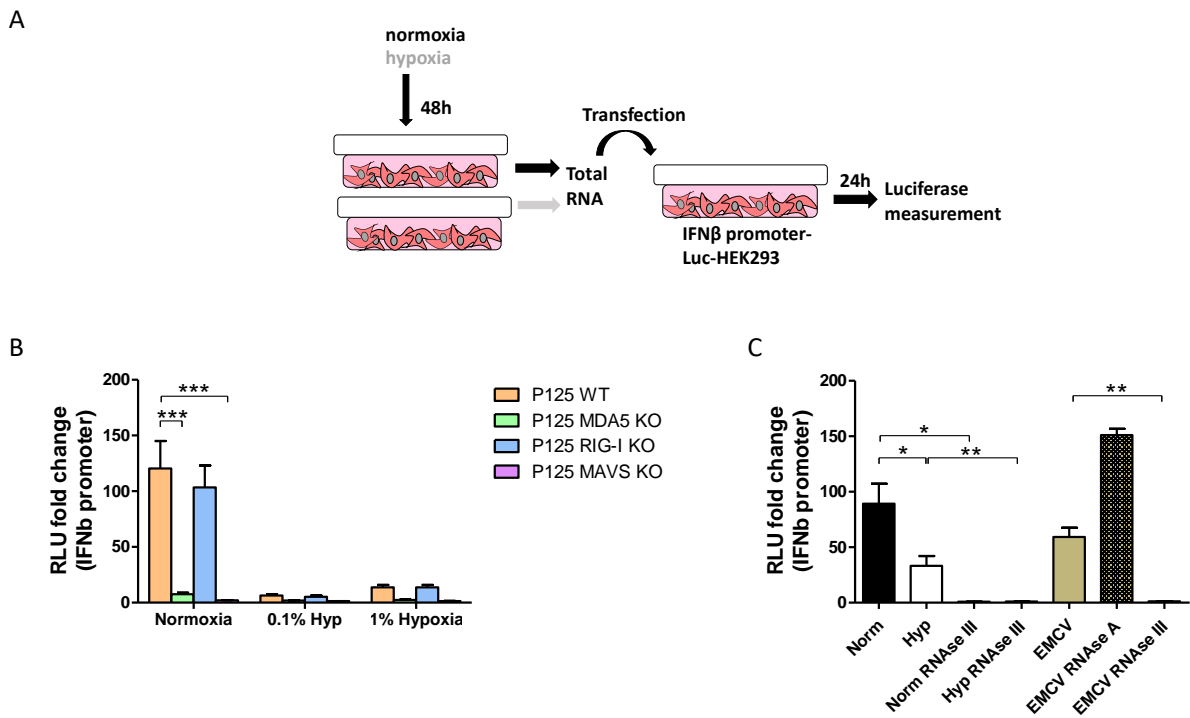 A
normoxia
hypoxia
48h
Total
RNA
Transfection
24h
Luciferase
measurement
IFNβ promoter-
Luc-HEK293
B
RLU fold change
(IFNb promoter)
200
150
100
50
0
***
***
Normoxia
0.1% Hyp
1% Hypoxia
P125 WT
P125 MDA5 KO
P125 RIG-I KO
P125 MAVS KO
C
RLU fold change
(IFNb promoter)
200
150
100
50
0
*
*
**
**
Norm
Hyp
Norm RNAse III
Hyp RNAse III
EMCV
EMCV RNAse A
EMCV RNAse III